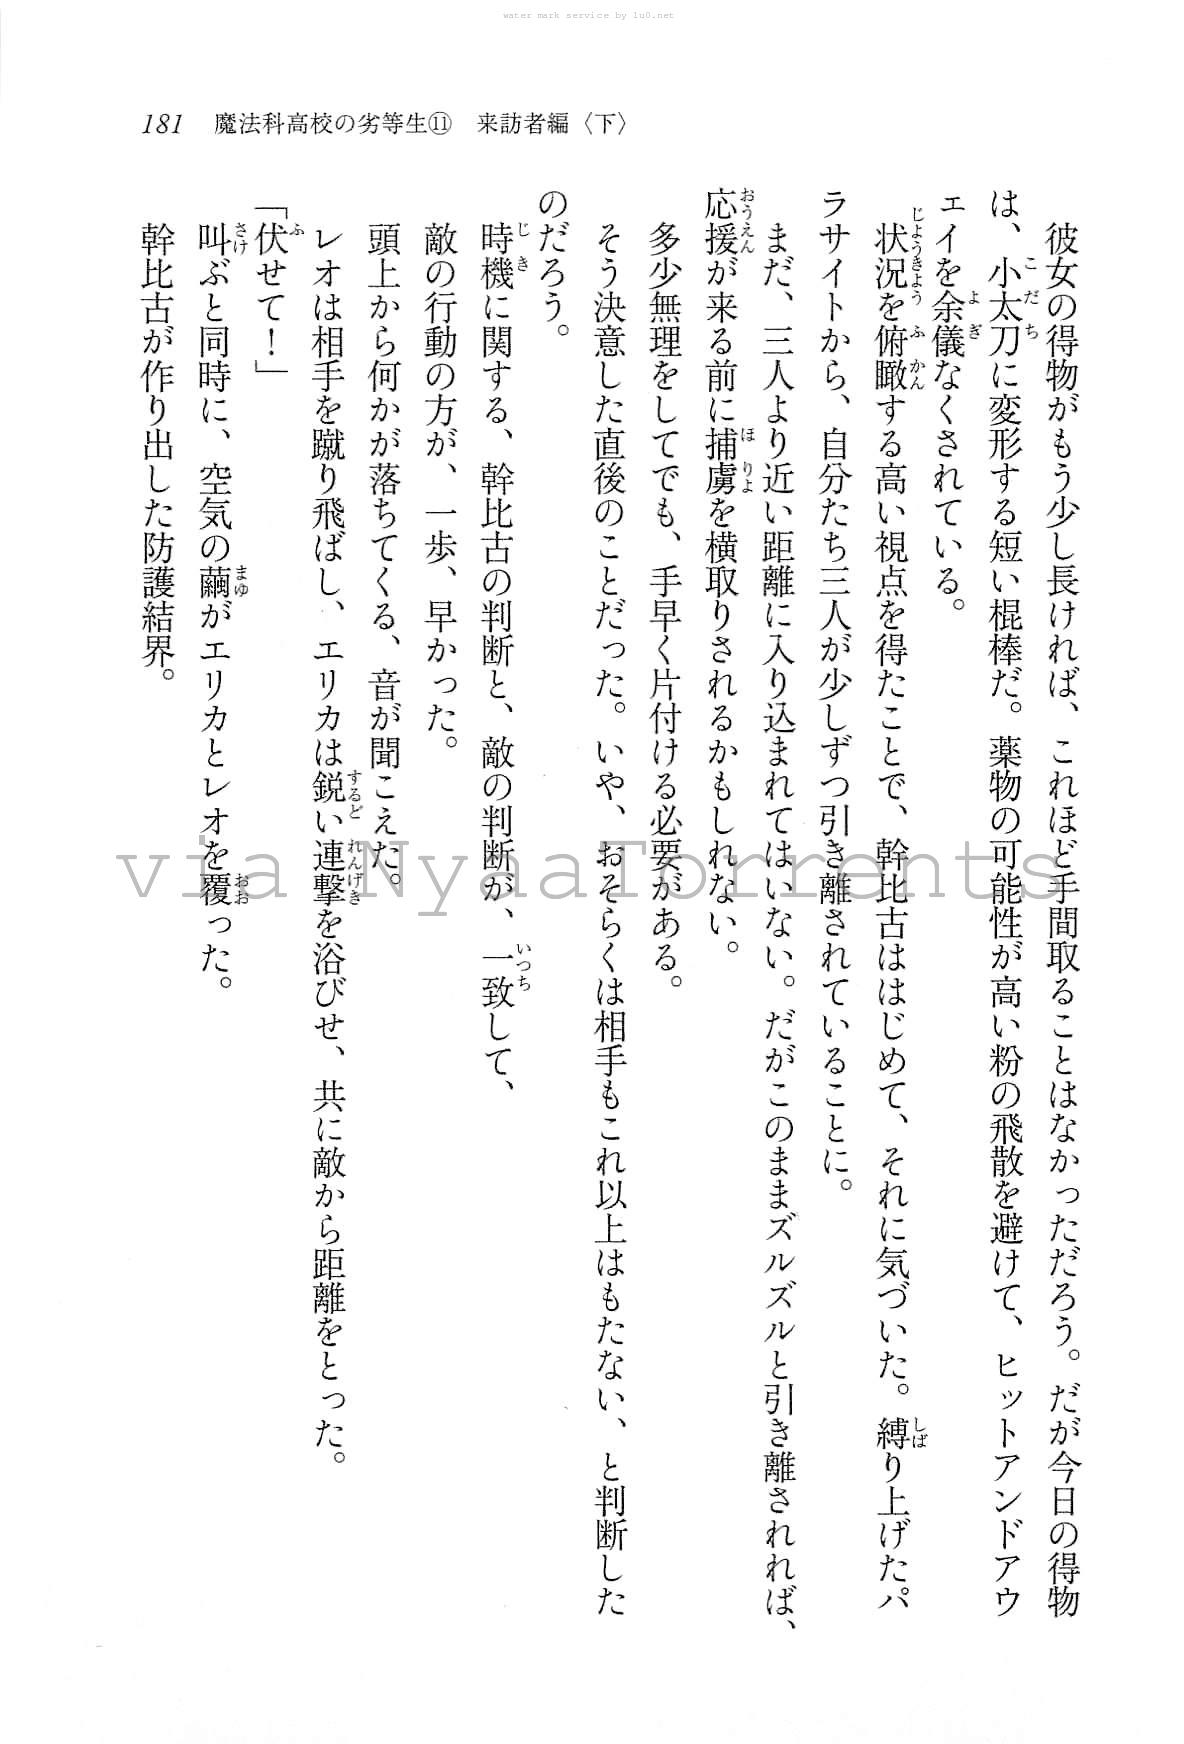 water mark service by lu0.net
181 魔法科高校の劣等生⑪ 来訪者編〈下〉
彼女の得物がもう少し長ければ、これほど手間取ることはなかっただろう。だが今日の得物
は、小太刀に変形する短い棍棒だ。薬物の可能性が高い粉の飛散を避けて、ヒットアンドアウ
ェイを余儀なくされている。
状況を俯瞰する高い視点を得たことで、幹比古ははじめて、それに気づいた。縛り上げたパ
ラサイトから、自分たち三人が少しずつ引き離されていることに。
まだ、三人より近い距離に入り込まれてはいない。だがこのままズルズルと引き離されれば、
応援が来る前に捕虜を横取りされるかもしれない。
多少無理をしてでも、手早く片付ける必要がある。
そう決意した直後のことだった。いや、おそらくは相手もこれ以上はもたない、と判断した
のだろう。
時機に関する、幹比古の判断と、敵の判断が、一致して、
敵の行動の方が、一歩、早かった。
頭上から何かが落ちてくる、音が聞こえた。
レオは相手を蹴り飛ばし、エリカは鋭い連撃を浴びせ、共に敵から距離をとった。
「伏せて！」
叫ぶと同時に、空気の繭がエリカとレオを覆った。
幹比古が作り出した防護結界。
via NyaaTorrents